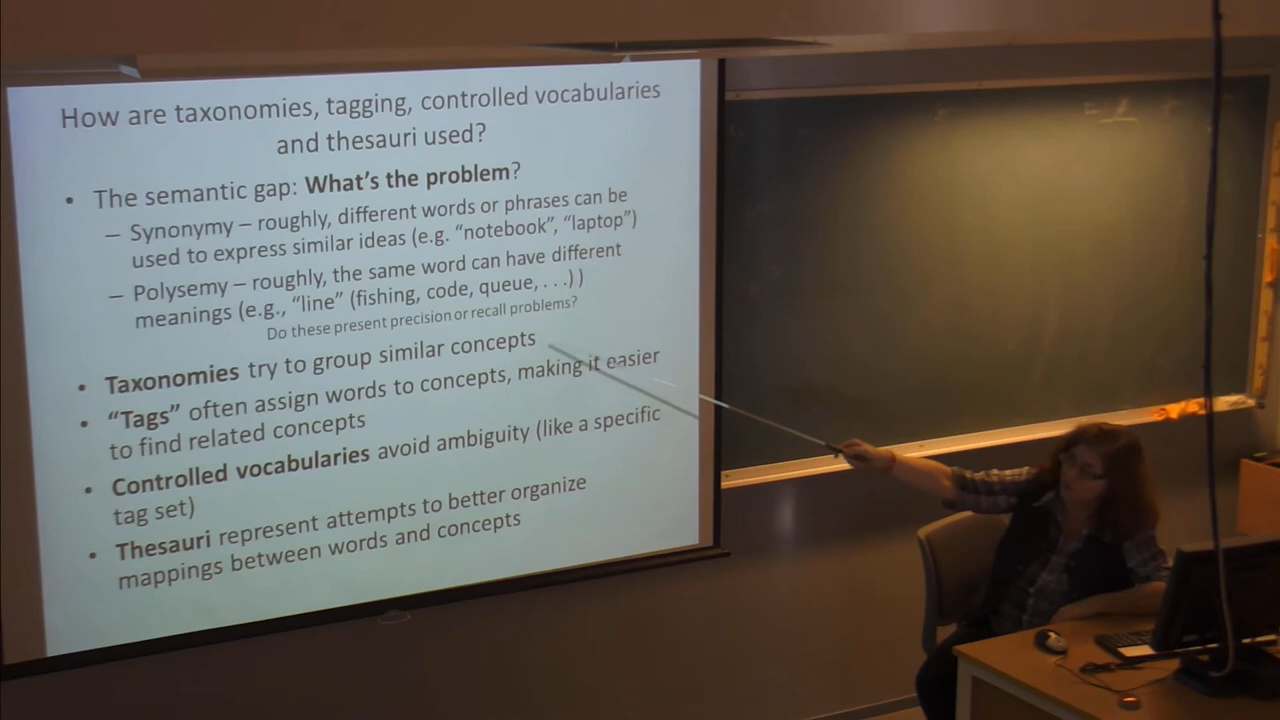 How are taxonomies, tagging, controlled vocabularies
and thesauri used?
• The semantic gap: What's the problem?
– Synonymy – roughly, different words or phrases can be
used to express similar ideas (e.g. “notebook”, “laptop”)
– Polysemy – roughly, the same word can have different
meanings (e.g., “line” (fishing, code, queue, . . .) )
Do these present precision or recall problems?
• Taxonomies try to group similar concepts
• “Tags” often assign words to concepts, making it easier
to find related concepts
• Controlled vocabularies avoid ambiguity (like a specific
tag set)
• Thesauri represent attempts to better organize
mappings between words and concepts